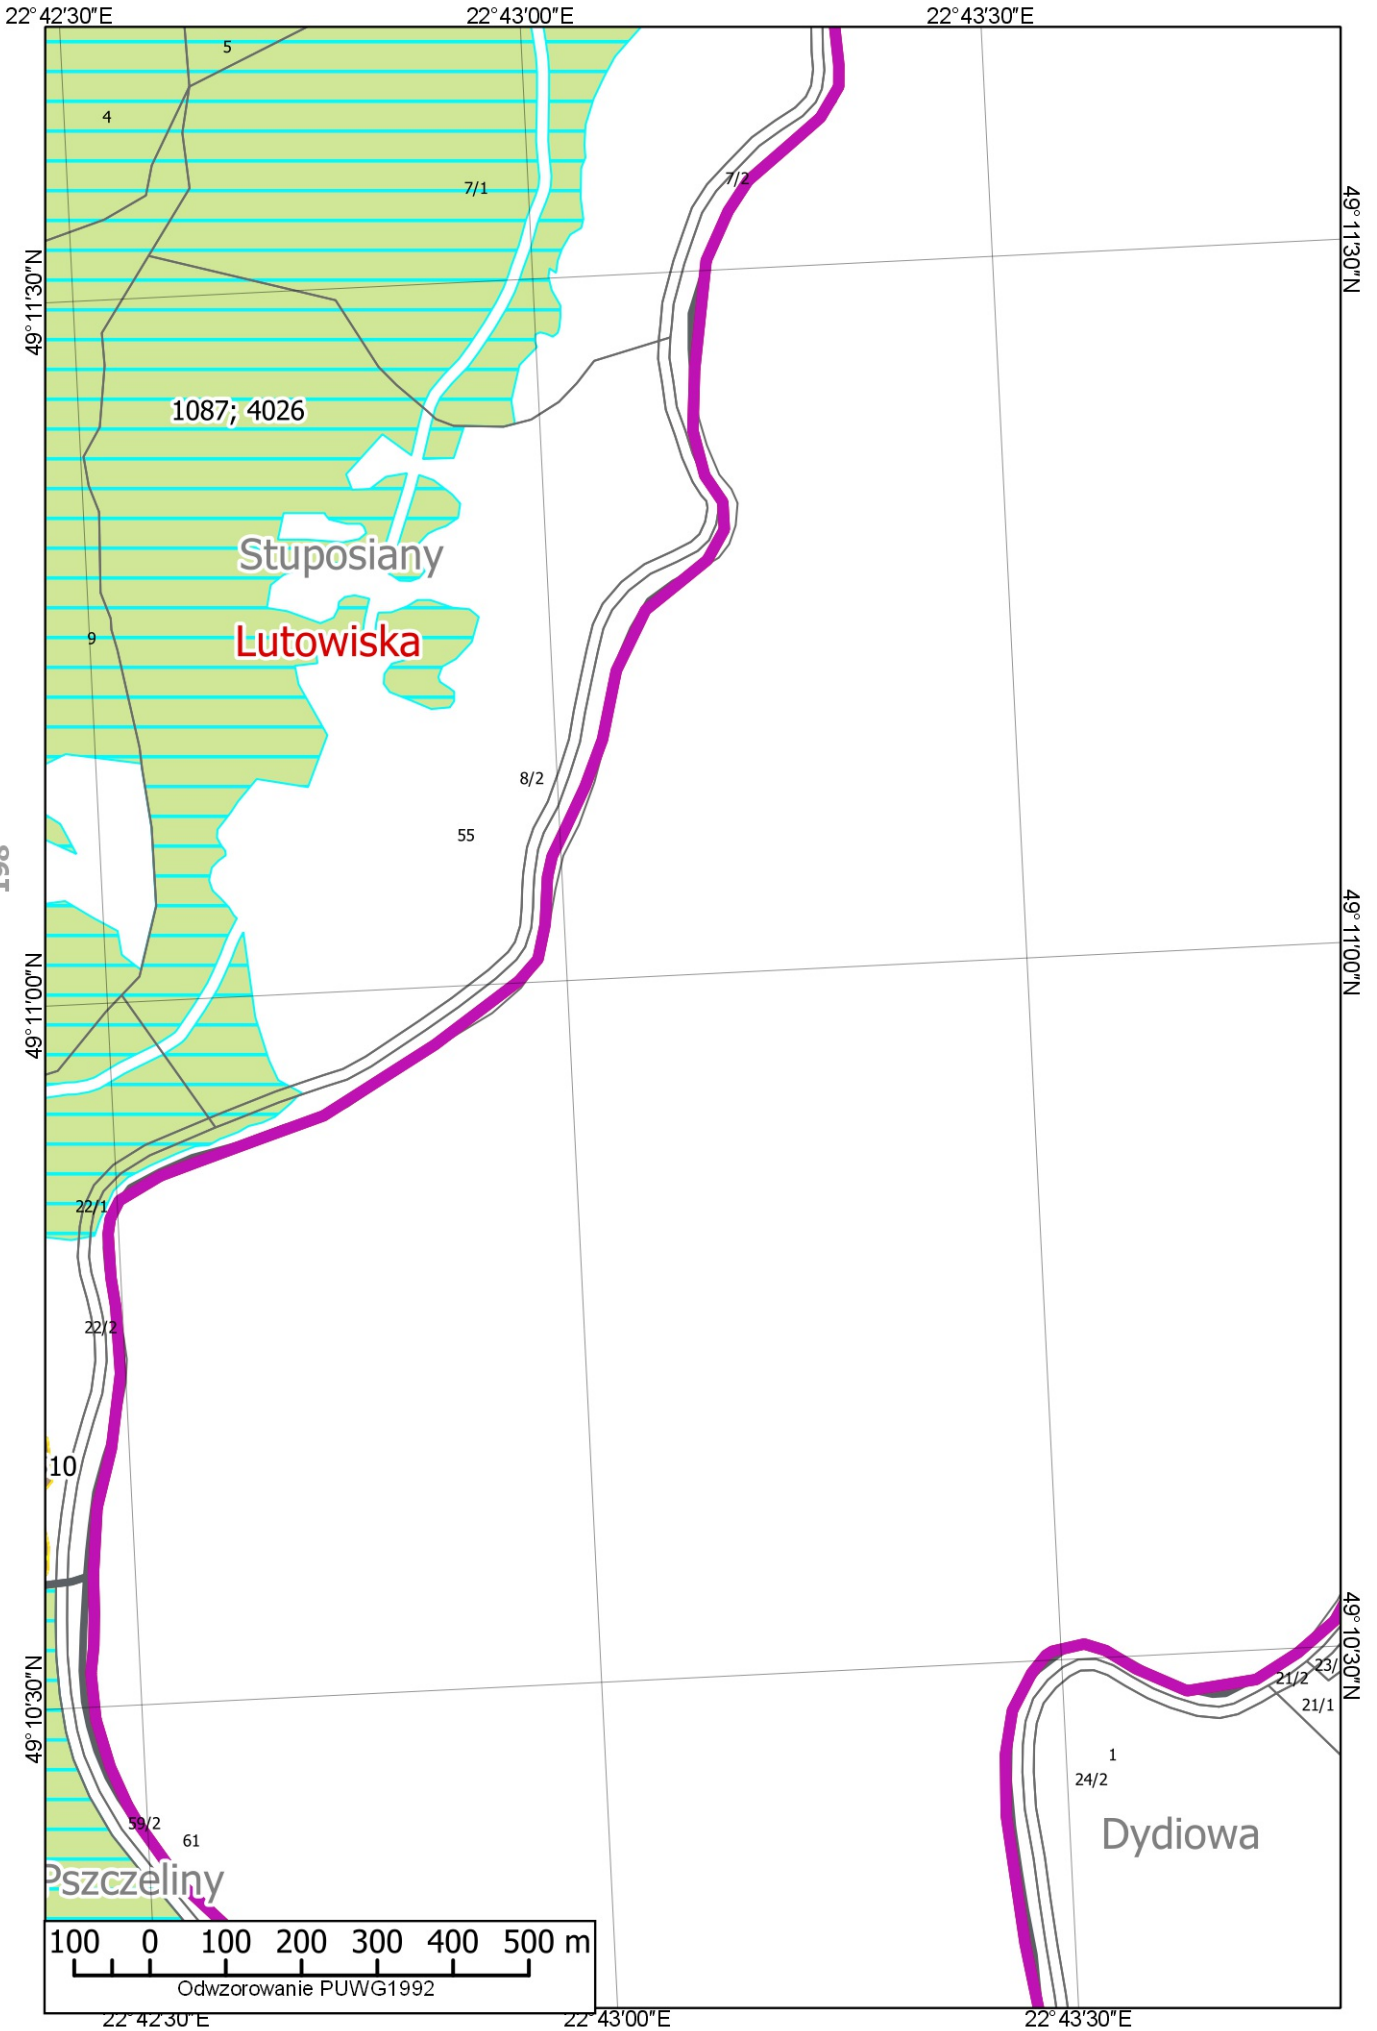 22°42'30"E
22°43'00"E
22°43'30"E
5
4
7/1
7/2
49°11'30"N
49°11'30"N
1087; 4026
Stuposiany
Lutowiska
9
8/2
55
198
49°11'00"N
49°11'00"N
22/1
22/2
10
49°10'30"N
49°10'30"N
23/
21/2
21/1
1
24/2
Dydiowa
59/2
61
Pszczeliny
100 0 100 200 300 400 500 m
Odwzorowanie PUWG1992
22°42'30"E
22°43'00"E
22°43'30"E